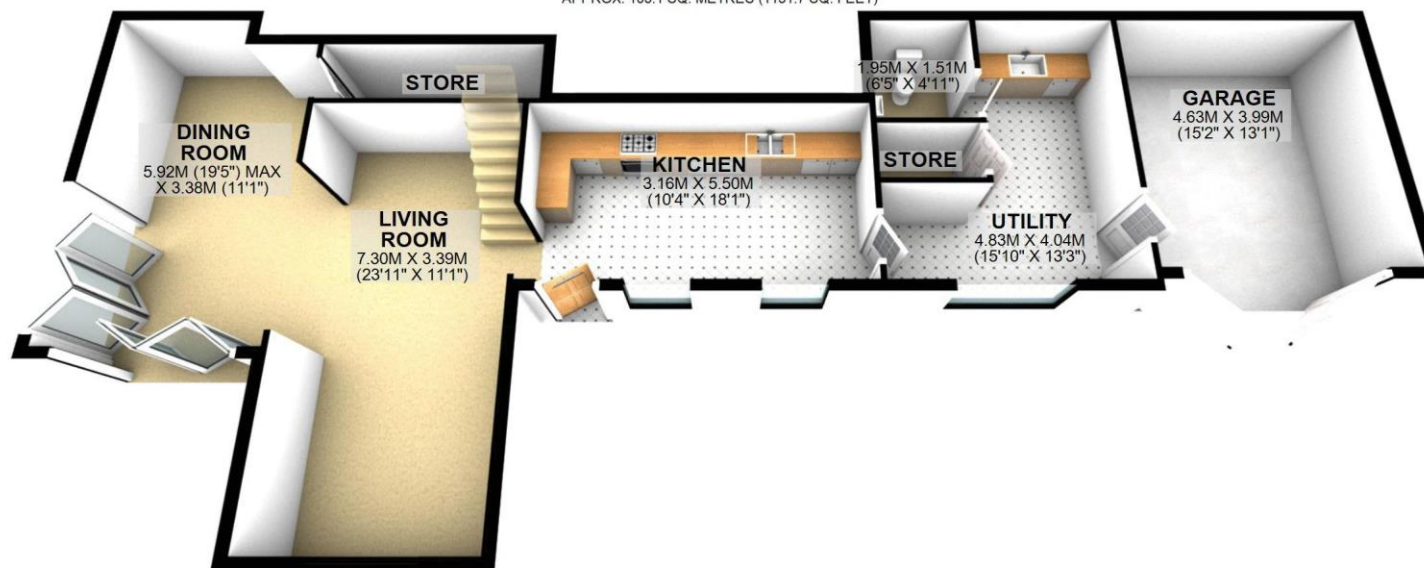 STORE
1.95M X 1.51M
(6'5" X 4'11")
DINING
ROOM
5.92M (19'5") MAX
X 3.38M (11'1")
LIVING
ROOM
7.30M X 3.39M
(23'11" X 11'1")
KITCHEN
3.16M X 5.50M
(10'4" X 18'1")
STORE
UTILITY
4.83M X 4.04M
(15'10" X 13'3")
GARAGE
4.63M X 3.99M
(15'2" X 13'1")